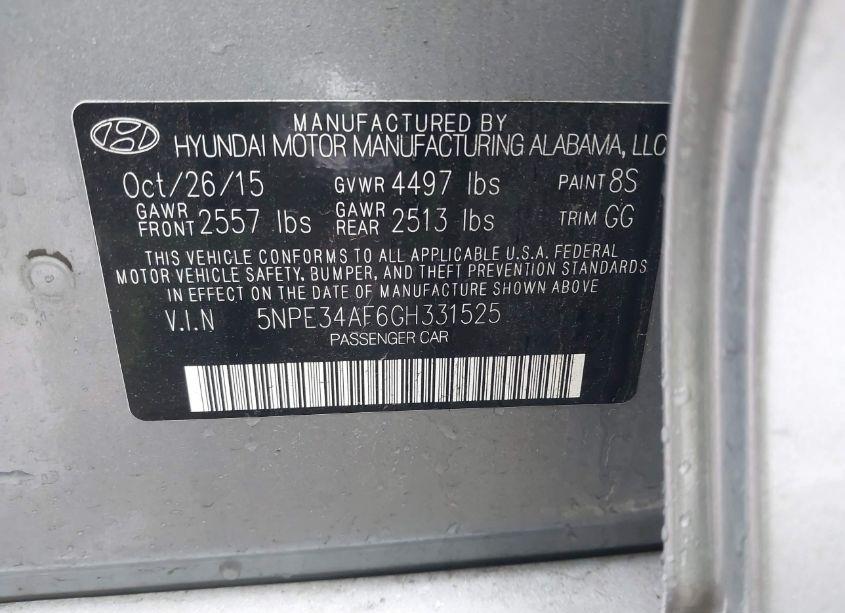 MANUFACTURED BY
HYUNDAI MOTOR MANUFACTURING ALABAMA, LLC
Oct/26/15 GVWR 4497 lbs PAINT 8S
GAWR FRONT 2557 lbs GAWR REAR 2513 lbs TRIM GG
THIS VEHICLE CONFORMS TO ALL APPLICABLE U.S.A. FEDERAL
MOTOR VEHICLE SAFETY, BUMPER, AND THEFT PREVENTION STANDARDS
IN EFFECT ON THE DATE OF MANUFACTURE SHOWN ABOVE
V.I.N 5NPE34AF6GH331525
PASSENGER CAR